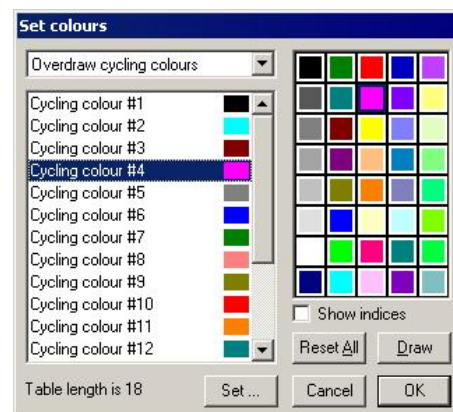 Set colours
Overdraw cycling colours
Cycling colour #1
Cycling colour #2
Cycling colour #3
Cycling colour #4
Cycling colour #5
Cycling colour #6
Cycling colour #7
Cycling colour #8
Cycling colour #9
Cycling colour #10
Cycling colour #11
Cycling colour #12
Show indices
Reset All Draw
Table length is 18 Set ... Cancel OK